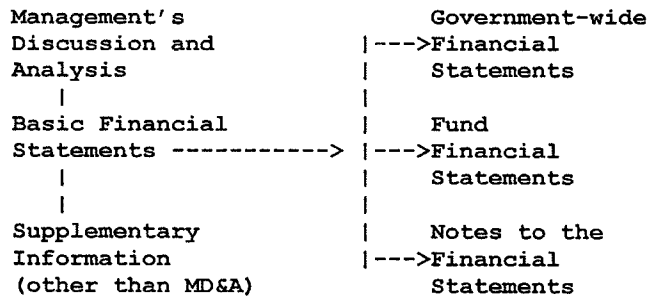 Management's                    Government-wide
Discussion and           |--->Financial
Analysis                 |    Statements
   |                     |
Basic Financial          |    Fund
Statements -----------> |--->Financial
   |                     |    Statements
   |                     |
Supplementary            |    Notes to the
Information              |--->Financial
(other than MD&A)             Statements